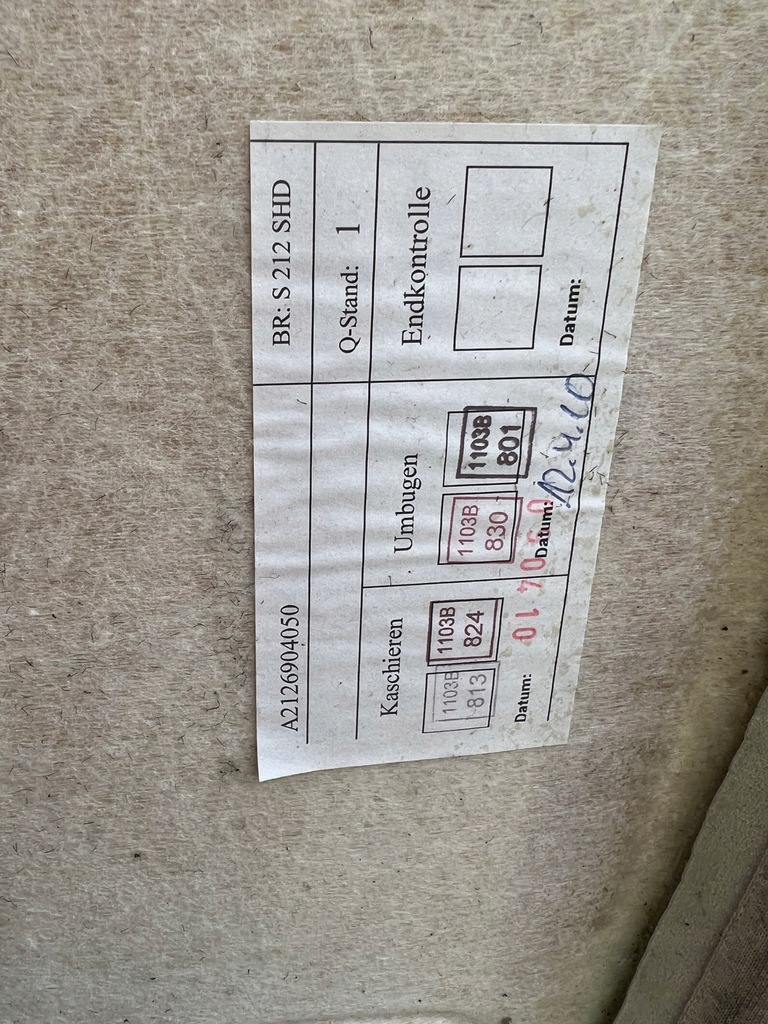 A2126904050 BR: S 212 SHD
Q-Stand: 1
Kaschieren Umbugen Endkontrolle
1103B 1103B 1103B 1103B
813 824 830 801
Datum: Datum: 12.4.10 Datum: